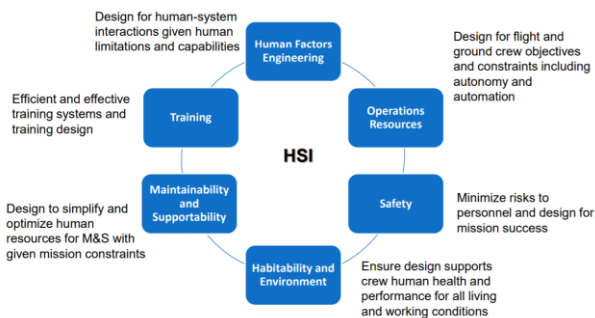 Design for human-system
interactions given human
limitations and capabilities
Human Factors
Engineering
Design for flight and
ground crew objectives
and constraints including
autonomy and
automation
Operations
Resources
Efficient and effective
training systems and
training design
Training
HSI
Maintainability
and
Supportability
Design to simplify and
optimize human
resources for M&S with
given mission constraints
Safety
Minimize risks to
personnel and design for
mission success
Habitability and
Environment
Ensure design supports
crew human health and
performance for all living
and working conditions